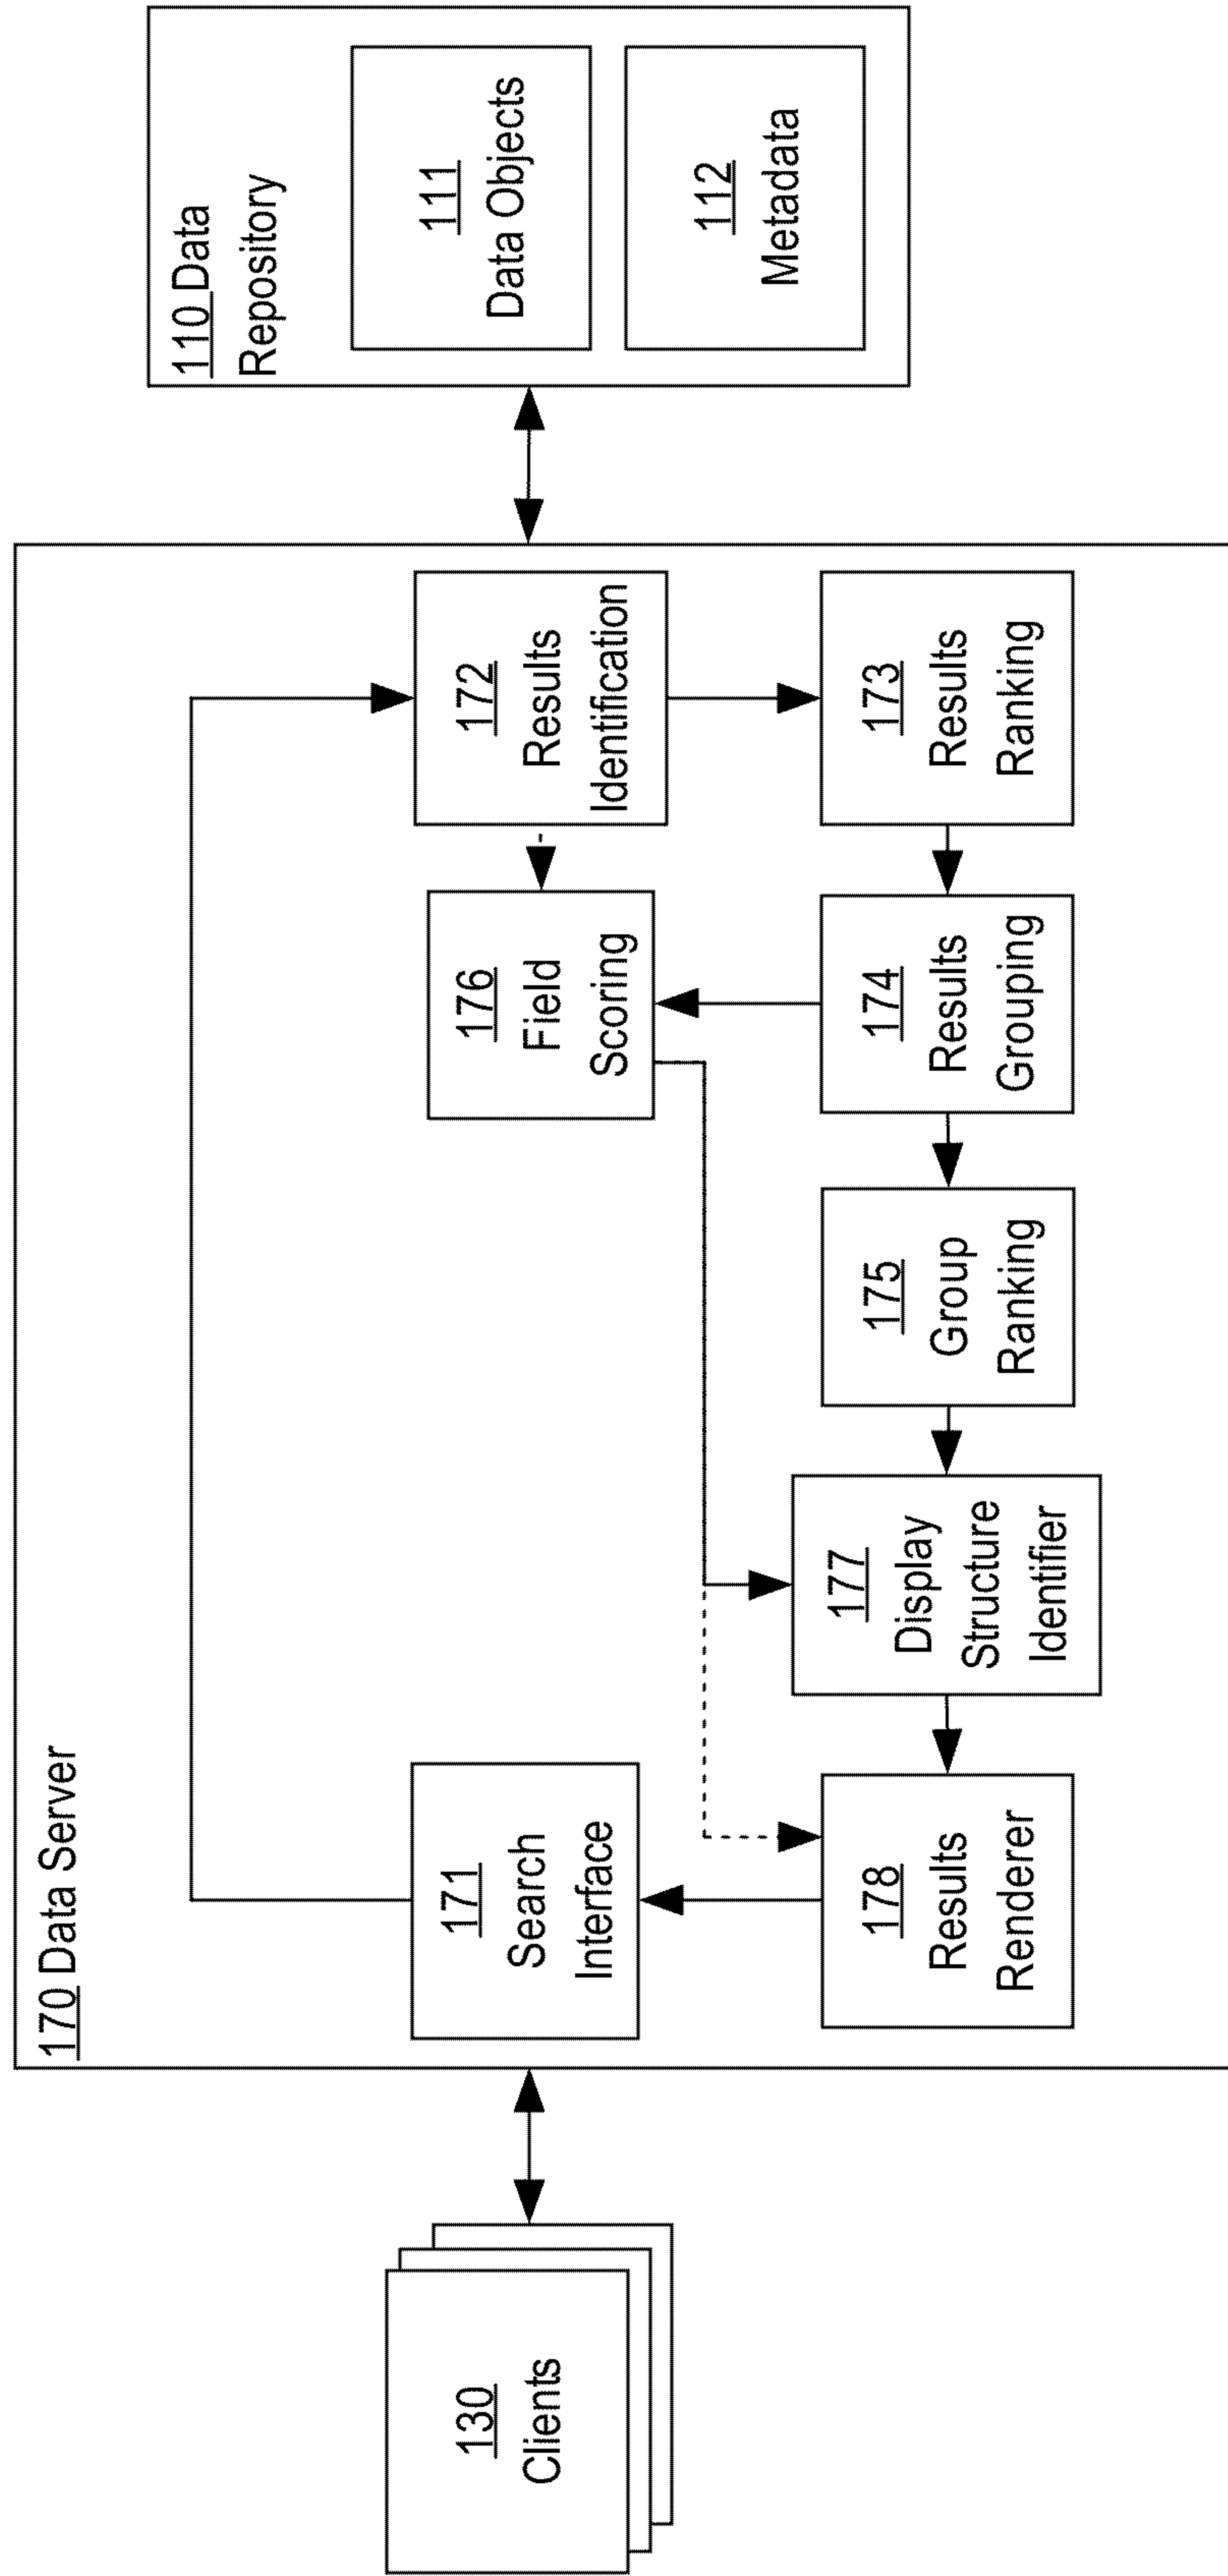 170 Data Server
130
Clients
171
Search
Interface
172
Results
Identification
176
Field
Scoring
178
Results
Renderer
177
Display
Structure
Identifier
175
Group
Ranking
174
Results
Grouping
173
Results
Ranking
110 Data
Repository
111
Data Objects
112
Metadata